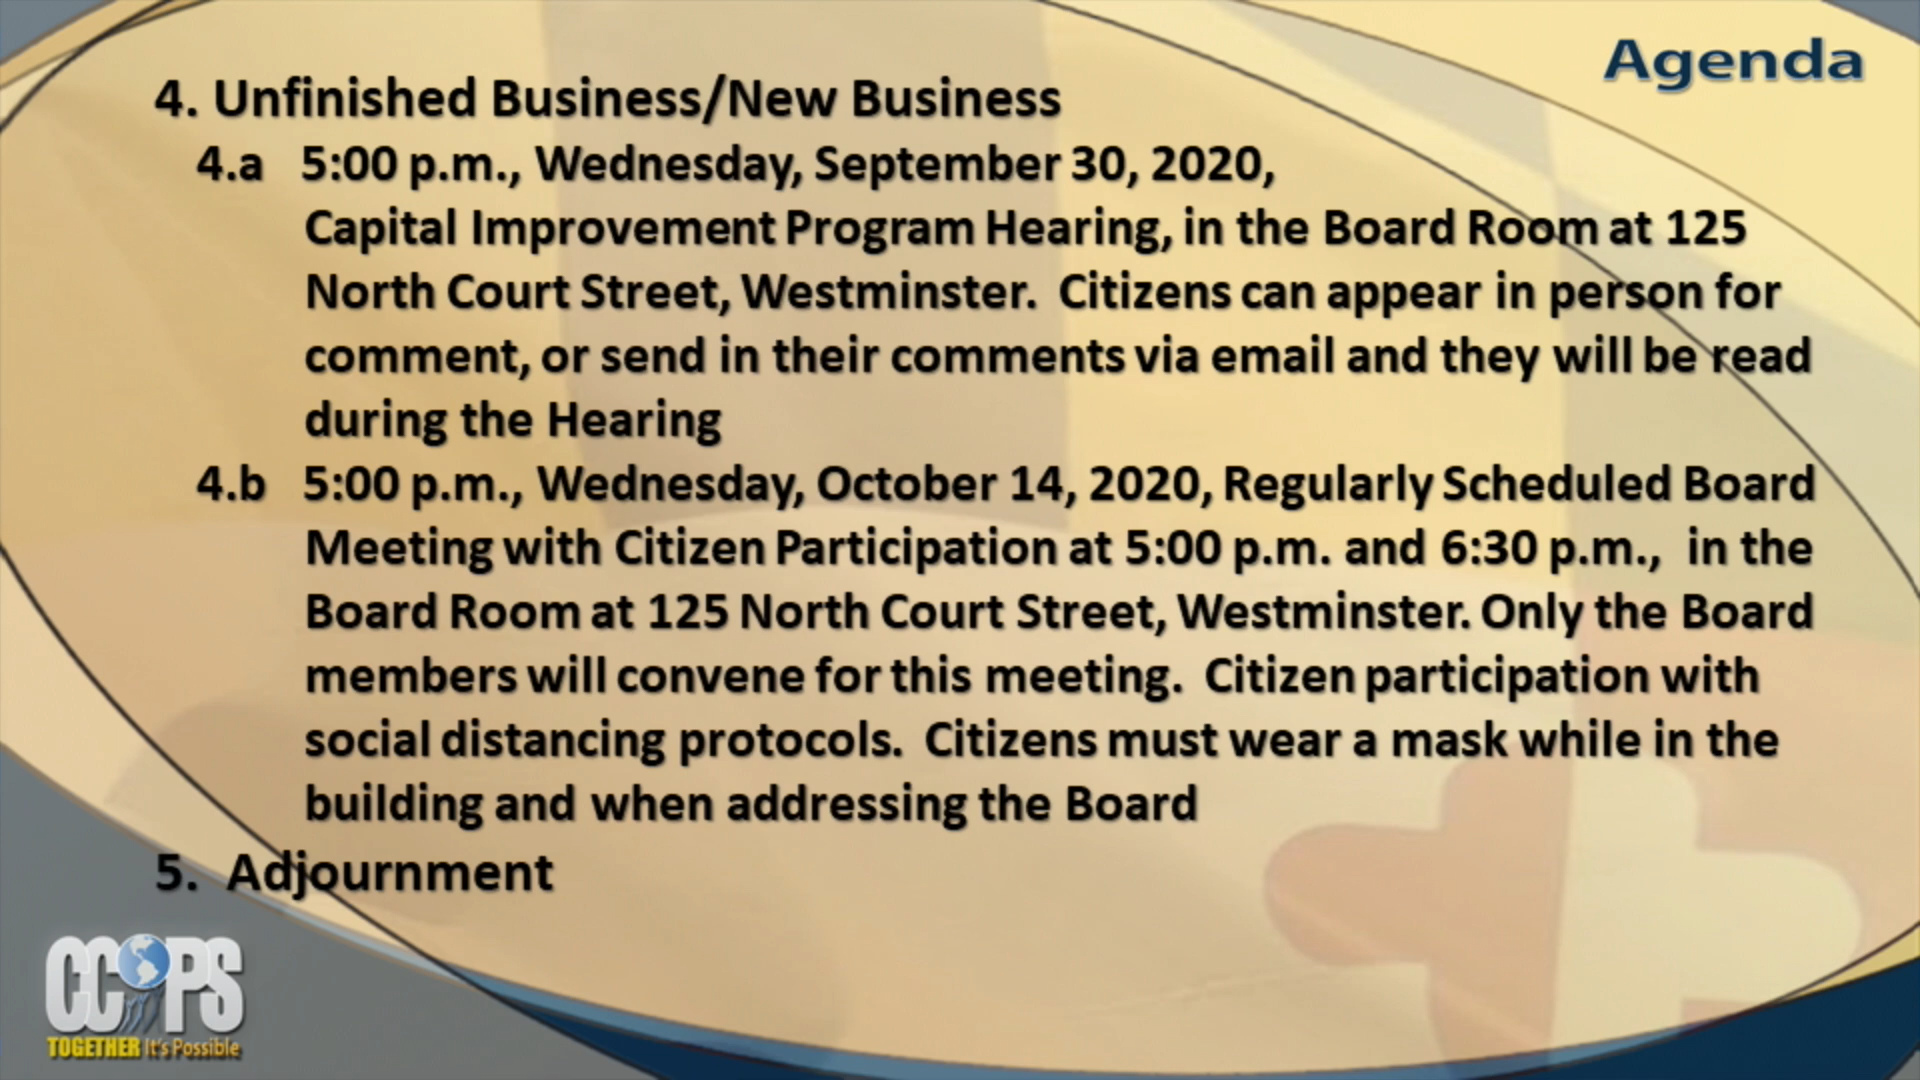 Agenda
4. Unfinished Business/New Business
4.a 5:00 p.m., Wednesday, September 30, 2020,
Capital Improvement Program Hearing, in the Board Room at 125
North Court Street, Westminster. Citizens can appear in person for
comment, or send in their comments via email and they will be read
during the Hearing
4.b 5:00 p.m., Wednesday, October 14, 2020, Regularly Scheduled Board
Meeting with Citizen Participation at 5:00 p.m. and 6:30 p.m., in the
Board Room at 125 North Court Street, Westminster. Only the Board
members will convene for this meeting. Citizen participation with
social distancing protocols. Citizens must wear a mask while in the
building and when addressing the Board
5. Adjournment
CCPS
TOGETHER It's Possible